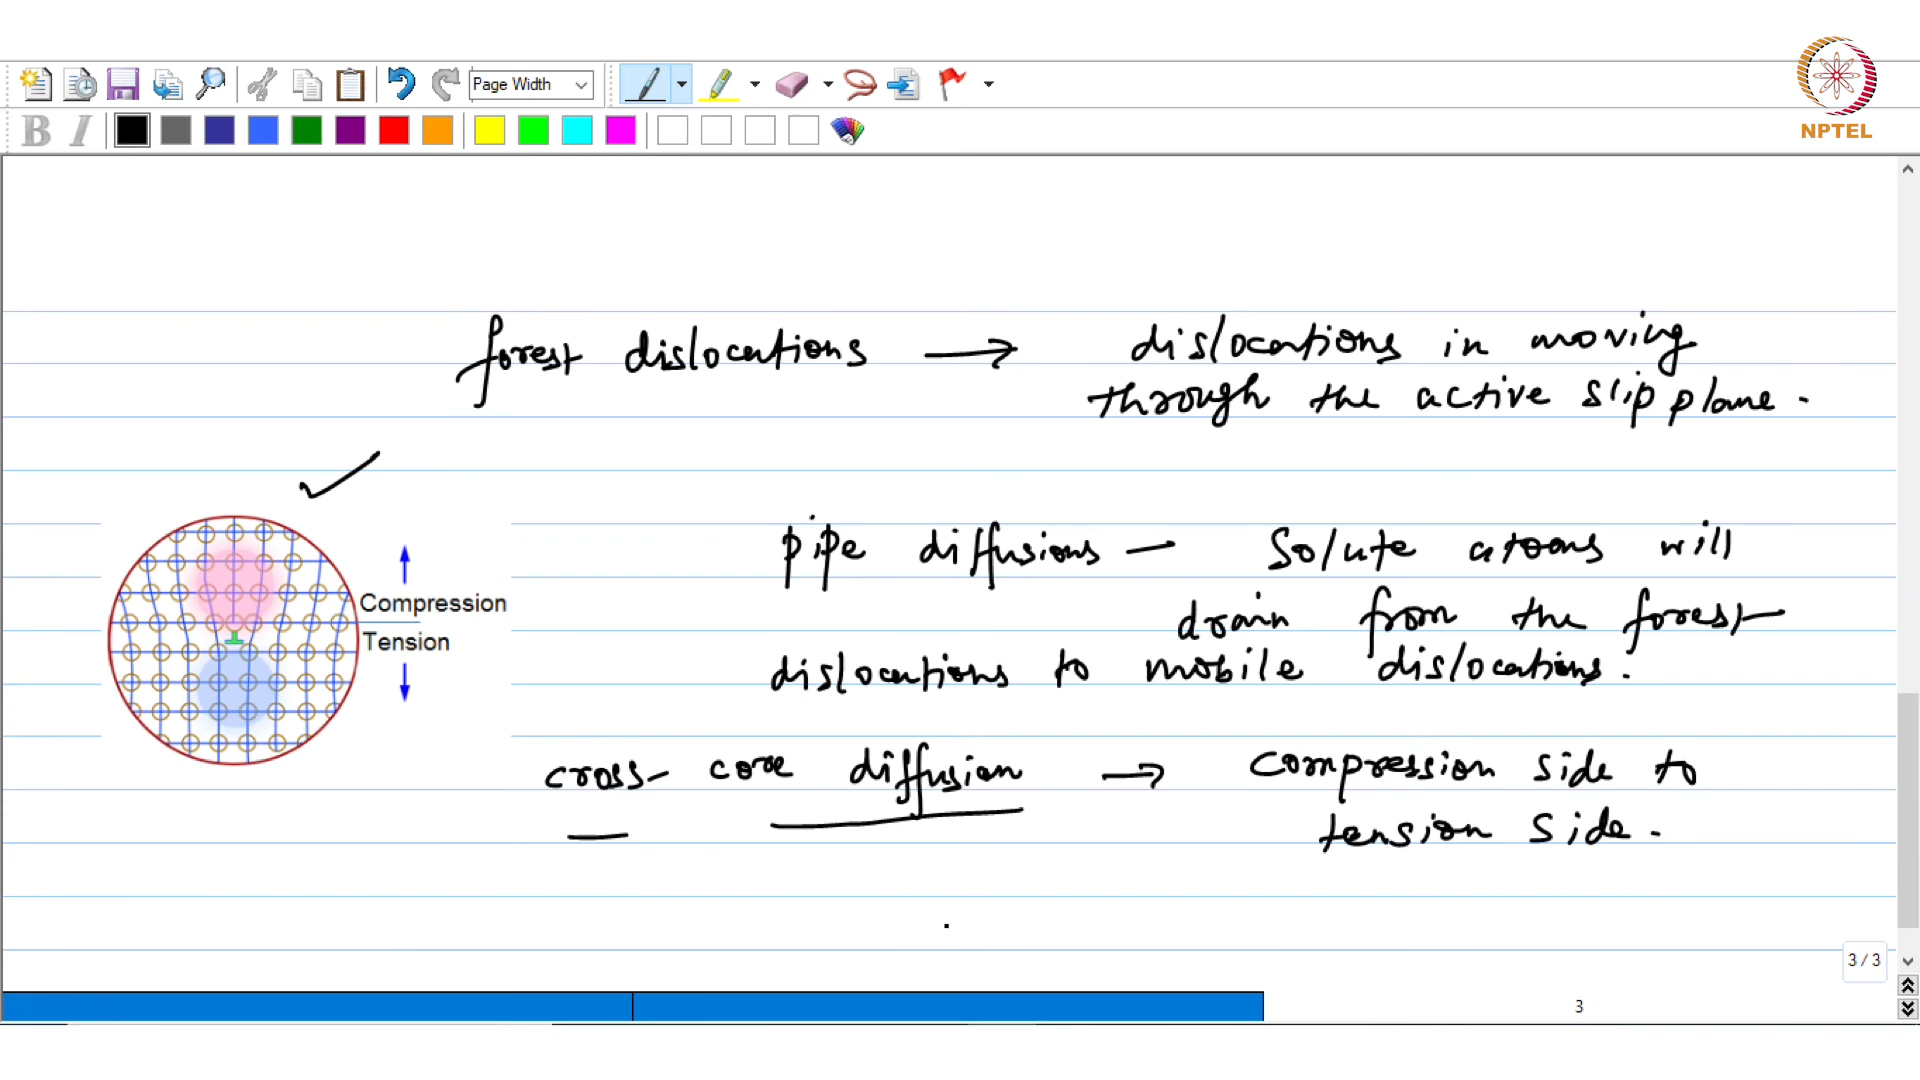 Page Width
NPTEL
B I
forest dislocations → dislocations in moving
through the active slip plane.
Compression
Tension
pipe diffusions — Solute atoms will
drain from the forest
dislocations to mobile dislocations.
cross-core diffusion → compression side to
tension side.
3/3
3